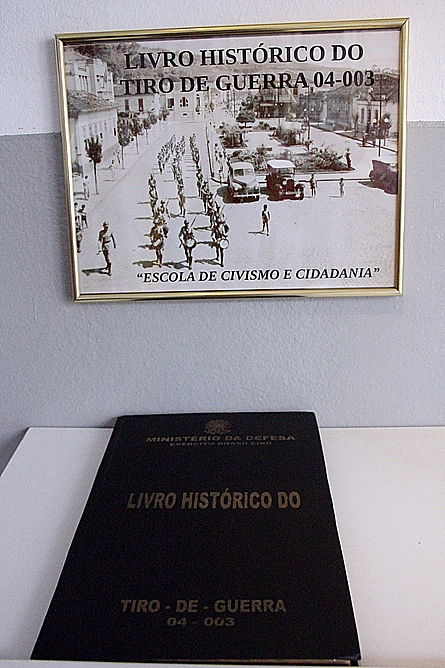 LIVRO HISTÓRICO DO
TIRO DE GUERRA 04-003
“ESCOLA DE CIVISMO E CIDADANIA”
MINISTÉRIO DA DEFESA
EXÉRCITO BRASILEIRO
LIVRO HISTÓRICO DO
TIRO - DE - GUERRA
04 - 003